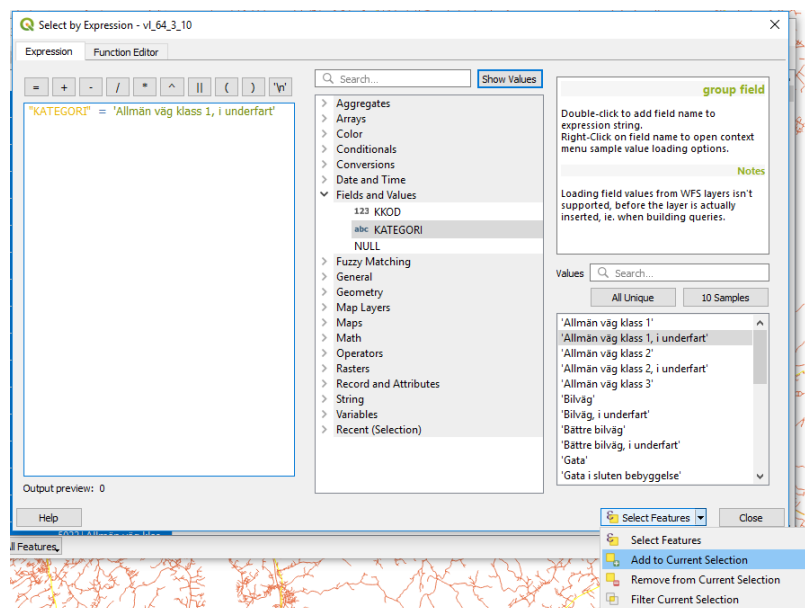 Select by Expression - vl_64_3_10
Expression Function Editor
= + - / * ^ || ( ) '\n'
"KATEGORI" = 'Allmän väg klass 1, i underfart'
Output preview: 0
Search... Show Values
Aggregates
Arrays
Color
Conditionals
Conversions
Date and Time
Fields and Values
123 KKOD
abc KATEGORI
NULL
Fuzzy Matching
General
Geometry
Map Layers
Maps
Math
Operators
Rasters
Record and Attributes
String
Variables
Recent (Selection)
group field
Double-click to add field name to
expression string.
Right-Click on field name to open context
menu sample value loading options.
Notes
Loading field values from WFS layers isn't
supported, before the layer is actually
inserted, ie. when building queries.
Values Search...
All Unique 10 Samples
'Allmän väg klass 1'
'Allmän väg klass 1, i underfart'
'Allmän väg klass 2'
'Allmän väg klass 2, i underfart'
'Allmän väg klass 3'
'Bilväg'
'Bilväg, i underfart'
'Bättre bilväg'
'Bättre bilväg, i underfart'
'Gata'
'Gata i sluten bebyggelse'
Help Select Features Close
Features
Select Features
Add to Current Selection
Remove from Current Selection
Filter Current Selection